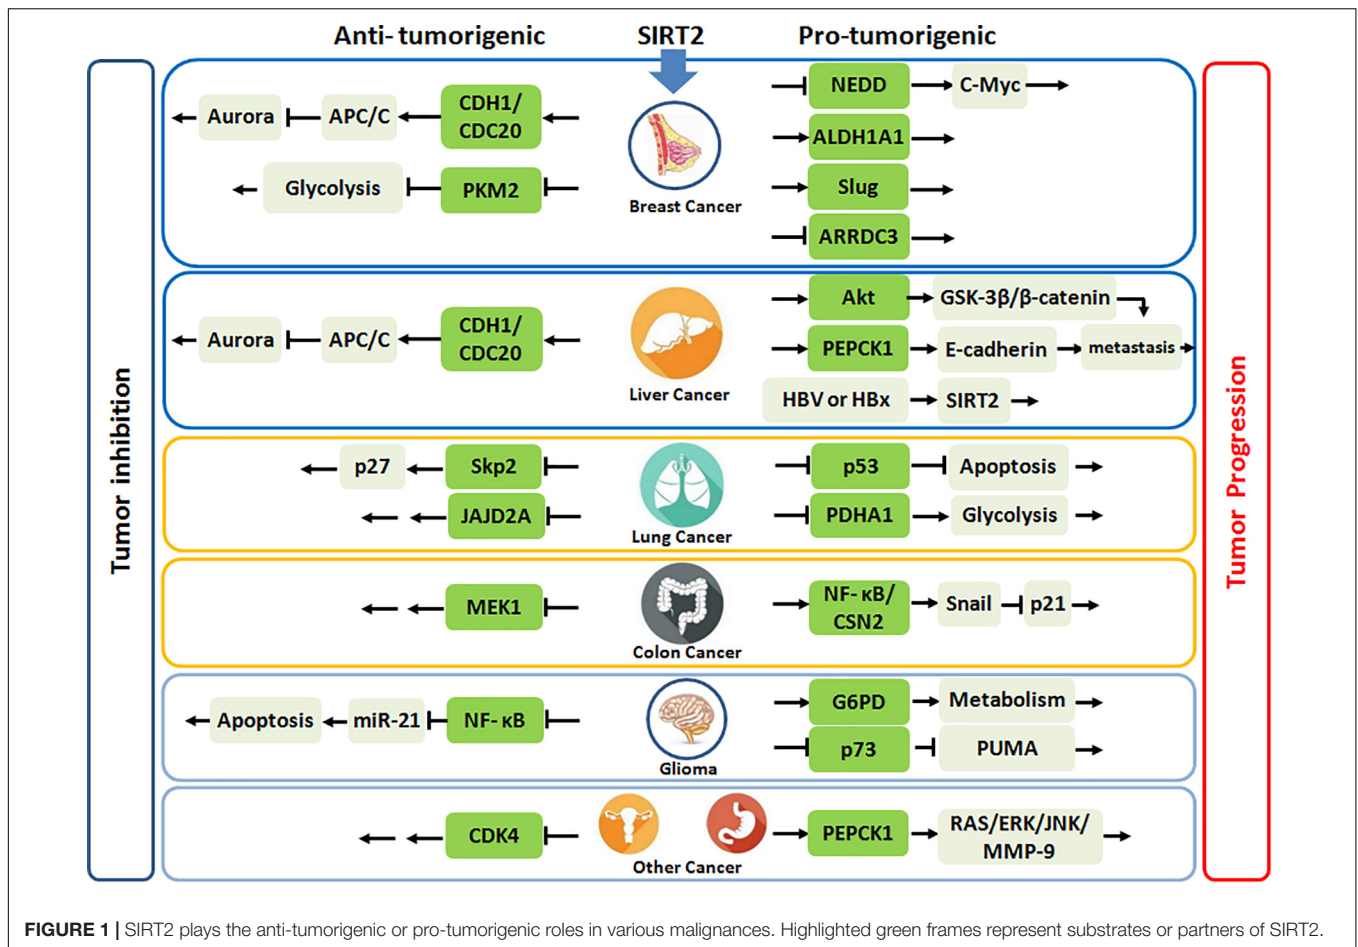 Anti- tumorigenic SIRT2 Pro-tumorigenic
Tumor inhibition
Aurora APC/C CDH1/
CDC20
Glycolysis PKM2
Breast Cancer
NEDD C-Myc
ALDH1A1
Slug
ARRDC3
Aurora APC/C CDH1/
CDC20
Liver Cancer
Akt GSK-3β/β-catenin
PEPCK1 E-cadherin metastasis
HBV or HBx SIRT2
p27 Skp2
JAJD2A
Lung Cancer
p53 Apoptosis
PDHA1 Glycolysis
MEK1
Colon Cancer
NF- κB/
CSN2 Snail p21
Apoptosis miR-21 NF- κB
Glioma
G6PD Metabolism
p73 PUMA
CDK4
Other Cancer
PEPCK1 RAS/ERK/JNK/
MMP-9
Tumor Progression
FIGURE 1 | SIRT2 plays the anti-tumorigenic or pro-tumorigenic roles in various malignances. Highlighted green frames represent substrates or partners of SIRT2.